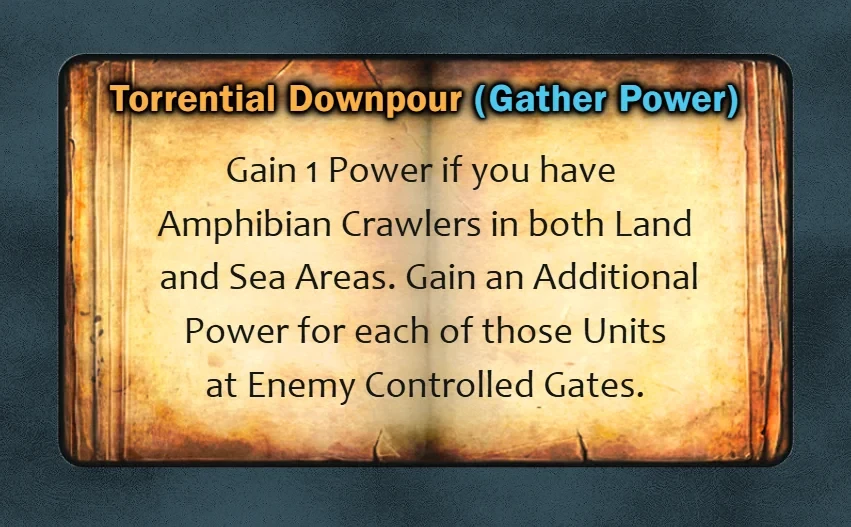 Torrential Downpour (Gather Power)
Gain 1 Power if you have
Amphibian Crawlers in both Land
and Sea Areas. Gain an Additional
Power for each of those Units
at Enemy Controlled Gates.